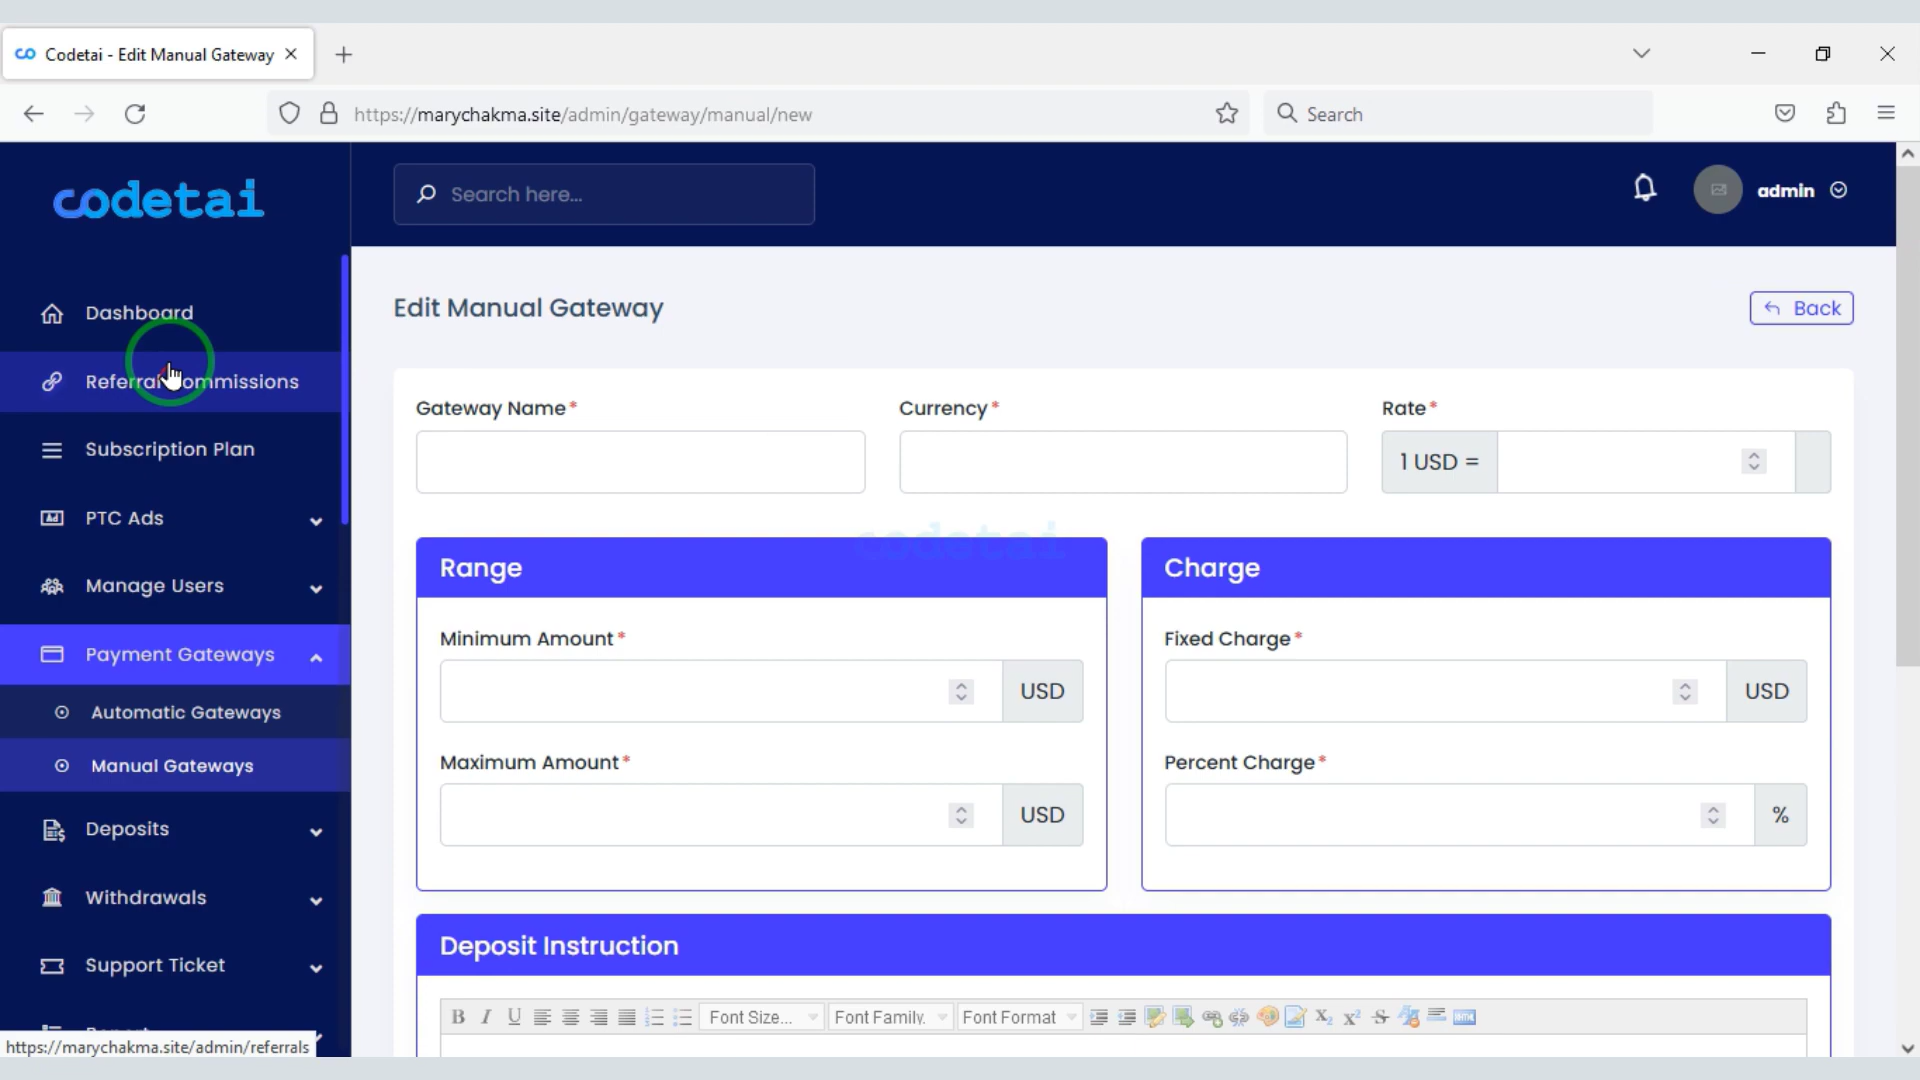 Codetai - Edit Manual Gateway
https://marychakma.site/admin/gateway/manual/new
Search
codetai
Search here...
admin
Dashboard
Referral Commissions
Subscription Plan
PTC Ads
Manage Users
Payment Gateways
Automatic Gateways
Manual Gateways
Deposits
Withdrawals
Support Ticket
https://marychakma.site/admin/referrals
Edit Manual Gateway
Back
Gateway Name*
Currency*
Rate*
1 USD =
codetai
Range
Charge
Minimum Amount*
USD
Fixed Charge*
USD
Maximum Amount*
USD
Percent Charge*
%
Deposit Instruction
Font Size...
Font Family.
Font Format